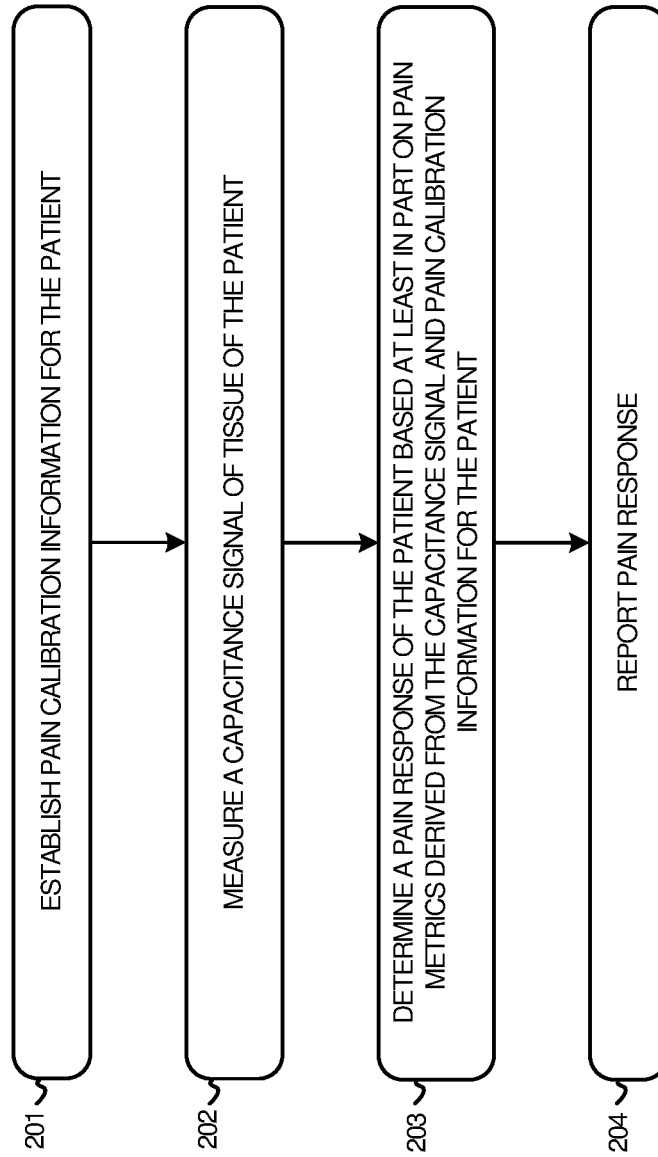 201
ESTABLISH PAIN CALIBRATION INFORMATION FOR THE PATIENT
202
MEASURE A CAPACITANCE SIGNAL OF TISSUE OF THE PATIENT
203
DETERMINE A PAIN RESPONSE OF THE PATIENT BASED AT LEAST IN PART ON PAIN
METRICS DERIVED FROM THE CAPACITANCE SIGNAL AND PAIN CALIBRATION
INFORMATION FOR THE PATIENT
204
REPORT PAIN RESPONSE